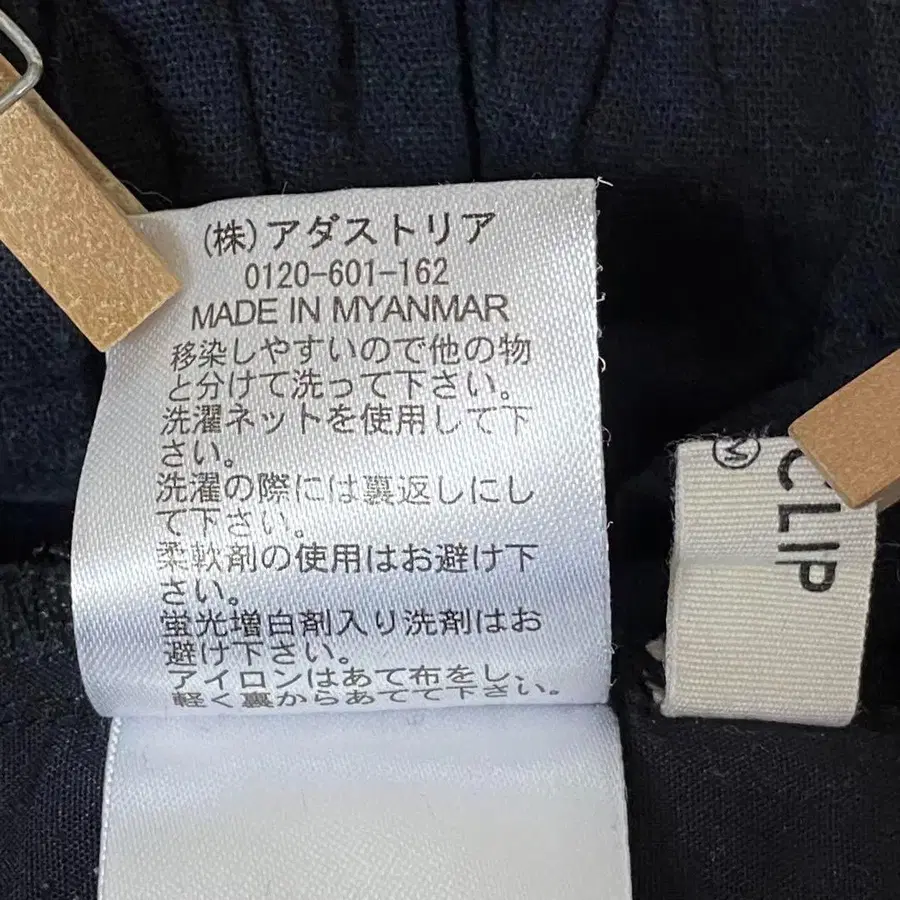 (株)アダストリア
0120-601-162
MADE IN MYANMAR
移染しやすいので他の物
と分けて洗って下さい。
洗濯ネットを使用して下
さい。
洗濯の際には裏返しにし
て下さい。
柔軟剤の使用はお避け下
さい。
蛍光増白剤入り洗剤はお
避け下さい。
アイロンはあて布をし、
軽く裏からあてて下さい。
M
CLIP